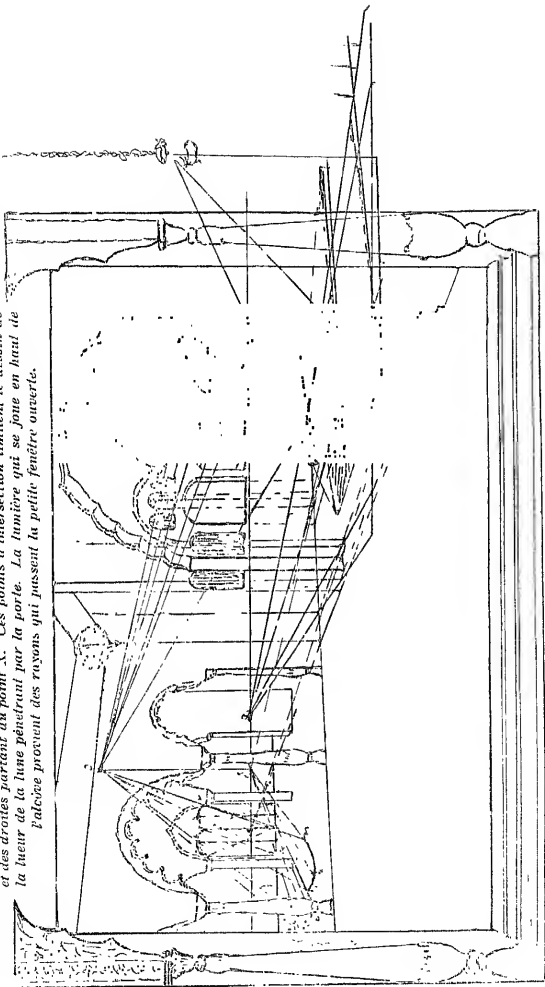 et des droites partant du point X. Ces points d'intersection limitent le dessin de
la lueur de la lune pénétrant par la porte. La lumière qui se joue en haut de
l'alcôve provient des rayons qui passent la petite fenêtre ouverte.